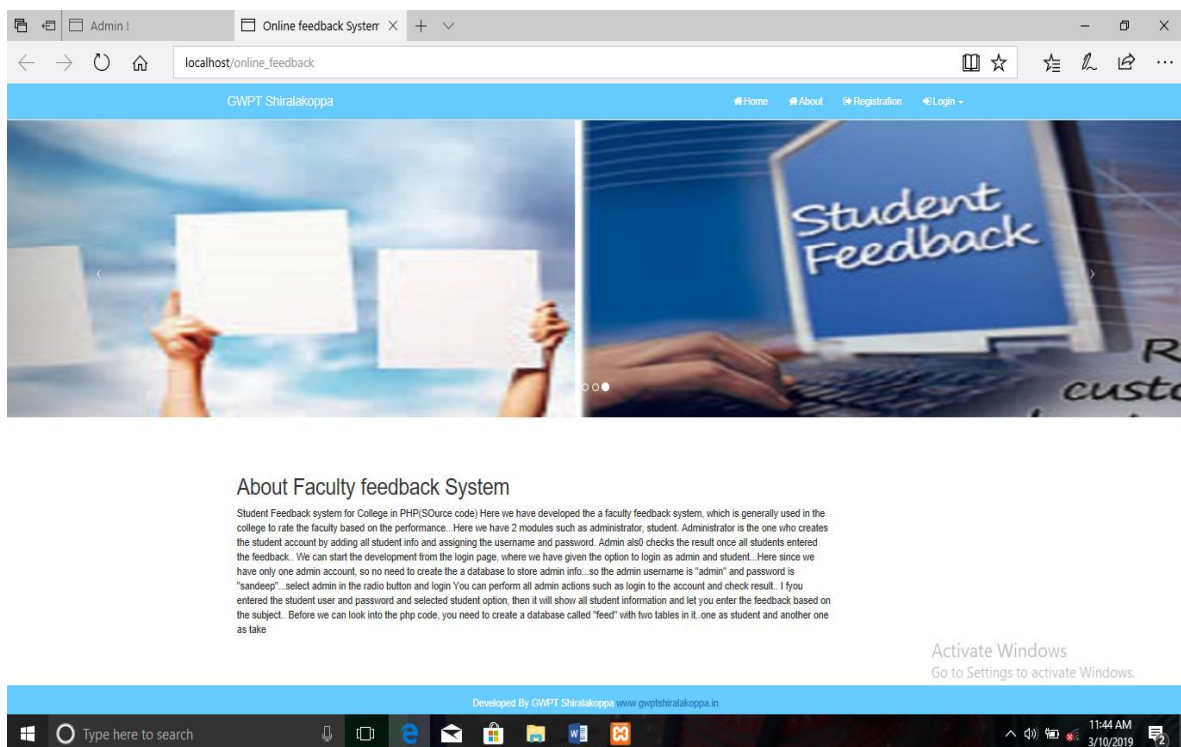 Admin !
Online feedback System
localhost/online_feedback
GWPT Shiralakoppa
Home About Registration Login
Student
Feedback
R
custo
About Faculty feedback System
Student Feedback system for College in PHP(SOurce code) Here we have developed the a faculty feedback system, which is generally used in the
college to rate the faculty based on the performance...Here we have 2 modules such as administrator, student. Administrator is the one who creates
the student account by adding all student info and assigning the username and password. Admin als0 checks the result once all students entered
the feedback.. We can start the development from the login page, where we have given the option to login as admin and student...Here since we
have only one admin account, so no need to create the a database to store admin info...so the admin username is "admin" and password is
"sandeep"...select admin in the radio button and login You can perform all admin actions such as login to the account and check result.. I fyou
entered the student user and password and selected student option, then it will show all student information and let you enter the feedback based on
the subject.. Before we can look into the php code, you need to create a database called "feed" with two tables in it..one as student and another one
as take
Activate Windows
Go to Settings to activate Windows.
Developed By GWPT Shiralakoppa www.gwptshiralakoppa.in
Type here to search
11:44 AM
3/10/2019
2